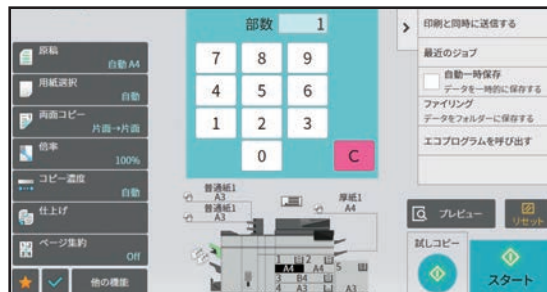 原稿
自動 A4
用紙選択
自動
両面コピー
片面→片面
倍率
100%
コピー濃度
自動
仕上げ
ページ集約
Off
他の機能
部数 1
7 8 9
4 5 6
1 2 3
0 C
普通紙1
A3
普通紙1
A3
厚紙1
A4
1 2
A4 A4 5
3 B4
4 A3 A3
印刷と同時に送信する
最近のジョブ
自動一時保存
データを一時的に保存する
ファイリング
データをフォルダーに保存する
エコプログラムを呼び出す
プレビュー
リセット
試しコピー
スタート